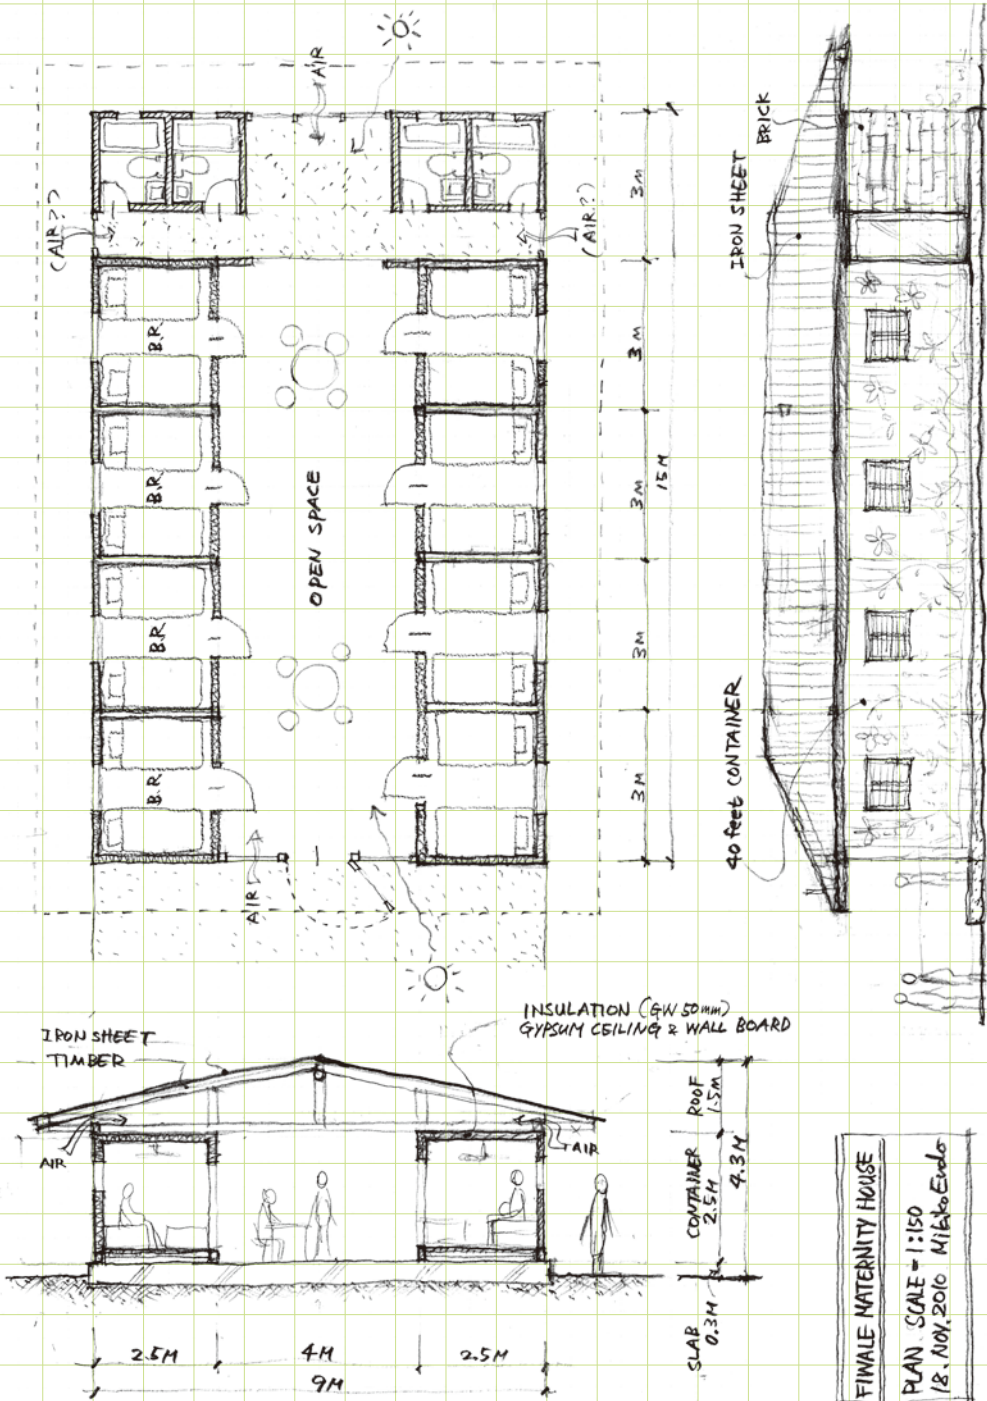 AIR
(AIR??)
(AIR??)
BRICK
IRON SHEET
3M
B.R.
3M
B.R.
OPEN SPACE
3M
15M
B.R.
3M
B.R.
3M
40 feet CONTAINER
AIR
INSULATION (GW 50mm)
GYPSUM CEILING & WALL BOARD
IRON SHEET
TIMBER
AIR
AIR
ROOF
1.5M
CONTAINER
2.5M
4.3M
SLAB
0.3M
2.5M
4M
2.5M
9M
FIWALE MATERNITY HOUSE
PLAN SCALE = 1:150
18. NOV. 2010 Mikiko Endo